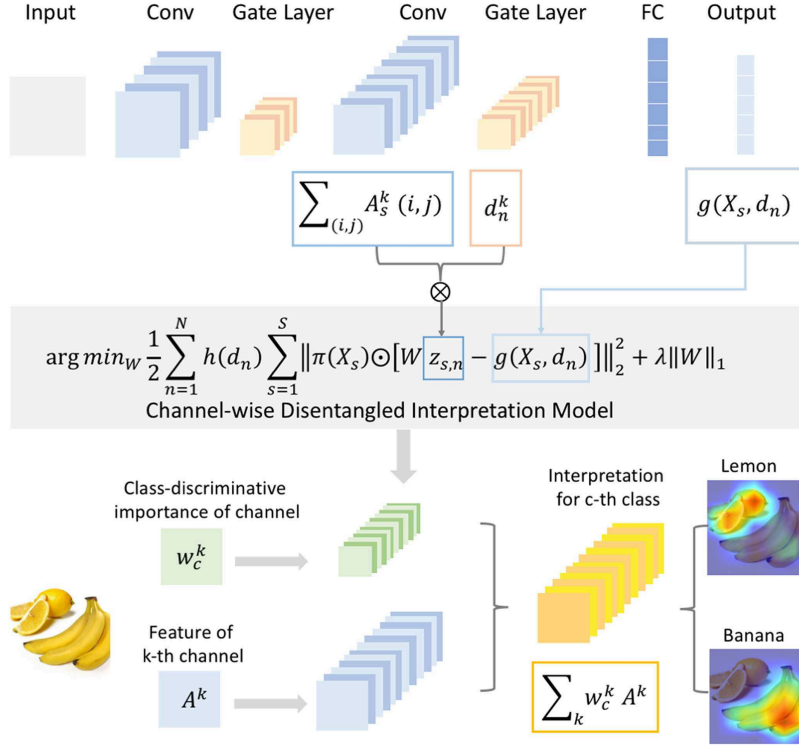 Input Conv Gate Layer Conv Gate Layer FC Output
∑_(i,j) A_s^k (i,j) d_n^k g(X_s, d_n)
⊗
arg min_W 1/2 ∑_{n=1}^{N} h(d_n) ∑_{s=1}^{S} ‖π(X_s)⊙[W z_{s,n} − g(X_s, d_n) ]‖_2^2 + λ‖W‖_1
Channel-wise Disentangled Interpretation Model
Class-discriminative
importance of channel
w_c^k
Feature of
k-th channel
A^k
Interpretation
for c-th class
∑_k w_c^k A^k
Lemon
Banana